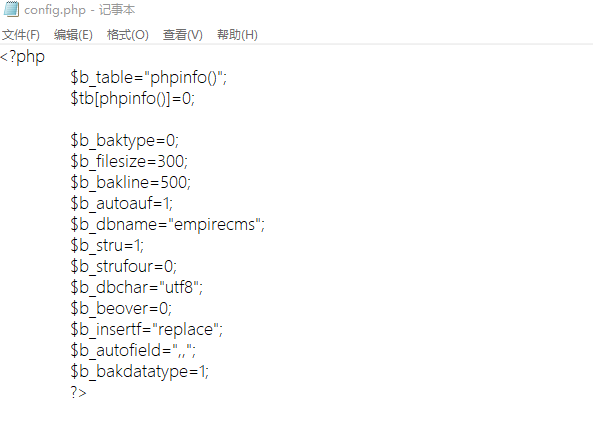 config.php - 记事本
文件(F) 编辑(E) 格式(O) 查看(V) 帮助(H)
<?php
$b_table="phpinfo()";
$tb[phpinfo()]=0;
$b_baktype=0;
$b_filesize=300;
$b_bakline=500;
$b_autoauf=1;
$b_dbname="empirecms";
$b_stru=1;
$b_strufour=0;
$b_dbchar="utf8";
$b_beover=0;
$b_insertf="replace";
$b_autofield=",,";
$b_bakdatatype=1;
?>